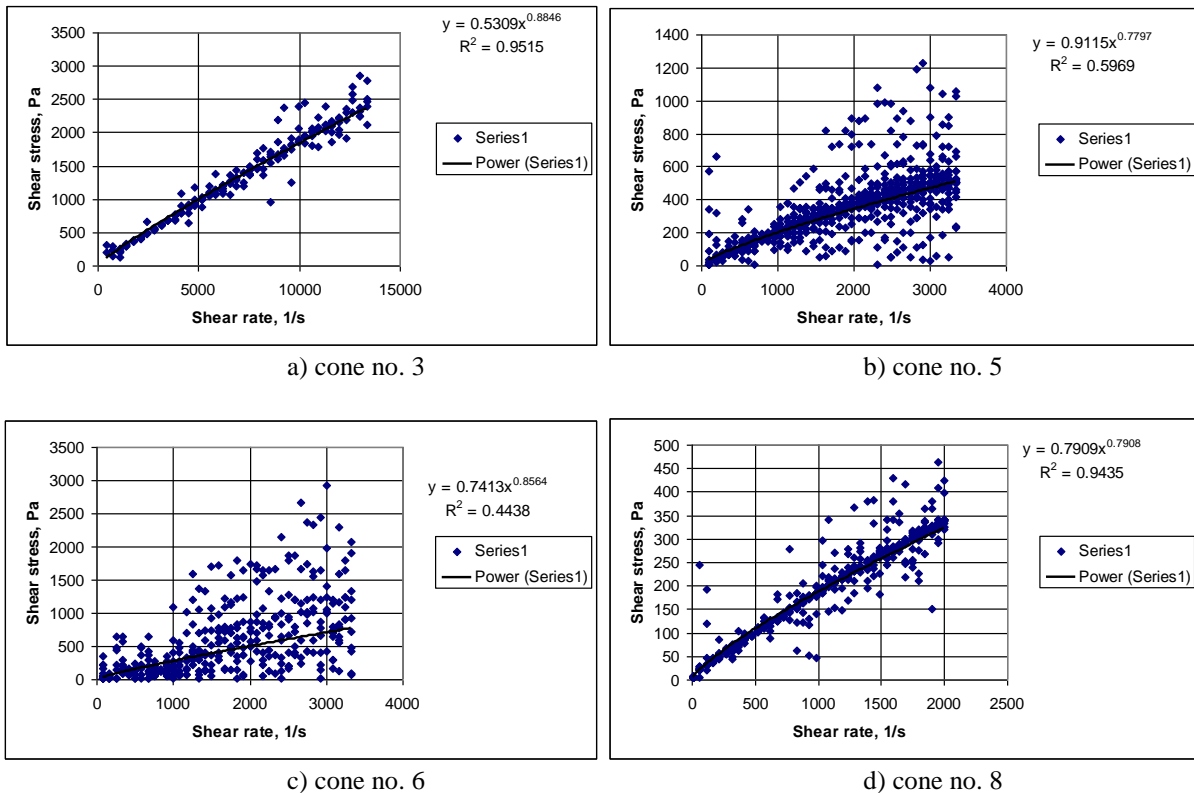 y = 0.5309x^0.8846
R² = 0.9515
3500
3000
2500
2000
1500
1000
500
0
0 5000 10000 15000
Shear stress, Pa
Shear rate, 1/s
Series1
Power (Series1)
a) cone no. 3
y = 0.9115x^0.7797
R² = 0.5969
1400
1200
1000
800
600
400
200
0
0 1000 2000 3000 4000
Shear stress, Pa
Shear rate, 1/s
Series1
Power (Series1)
b) cone no. 5
y = 0.7413x^0.8564
R² = 0.4438
3500
3000
2500
2000
1500
1000
500
0
0 1000 2000 3000 4000
Shear stress, Pa
Shear rate, 1/s
Series1
Power (Series1)
c) cone no. 6
y = 0.7909x^0.7908
R² = 0.9435
500
450
400
350
300
250
200
150
100
50
0
0 500 1000 1500 2000 2500
Shear stress, Pa
Shear rate, 1/s
Series1
Power (Series1)
d) cone no. 8